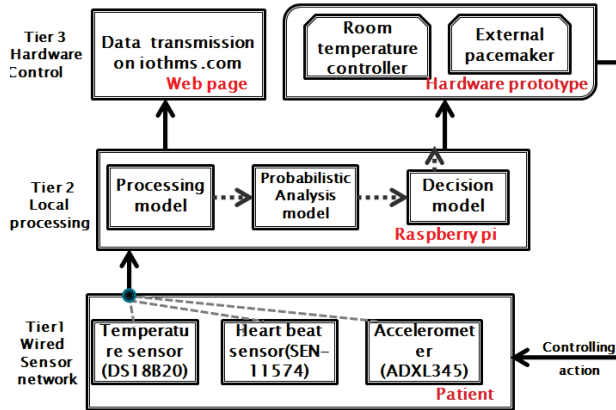 Tier 3
Hardware
Control
Data transmission
on iothms.com
Web page
Room
temperature
controller
External
pacemaker
Hardware prototype
Tier 2
Local
processing
Processing
model
Probabilistic
Analysis
model
Decision
model
Raspberry pi
Tier1
Wired
Sensor
network
Temperatu
re sensor
(DS18B20)
Heart beat
sensor(SEN-
11574)
Acceleromet
er
(ADXL345)
Patient
Controlling
action